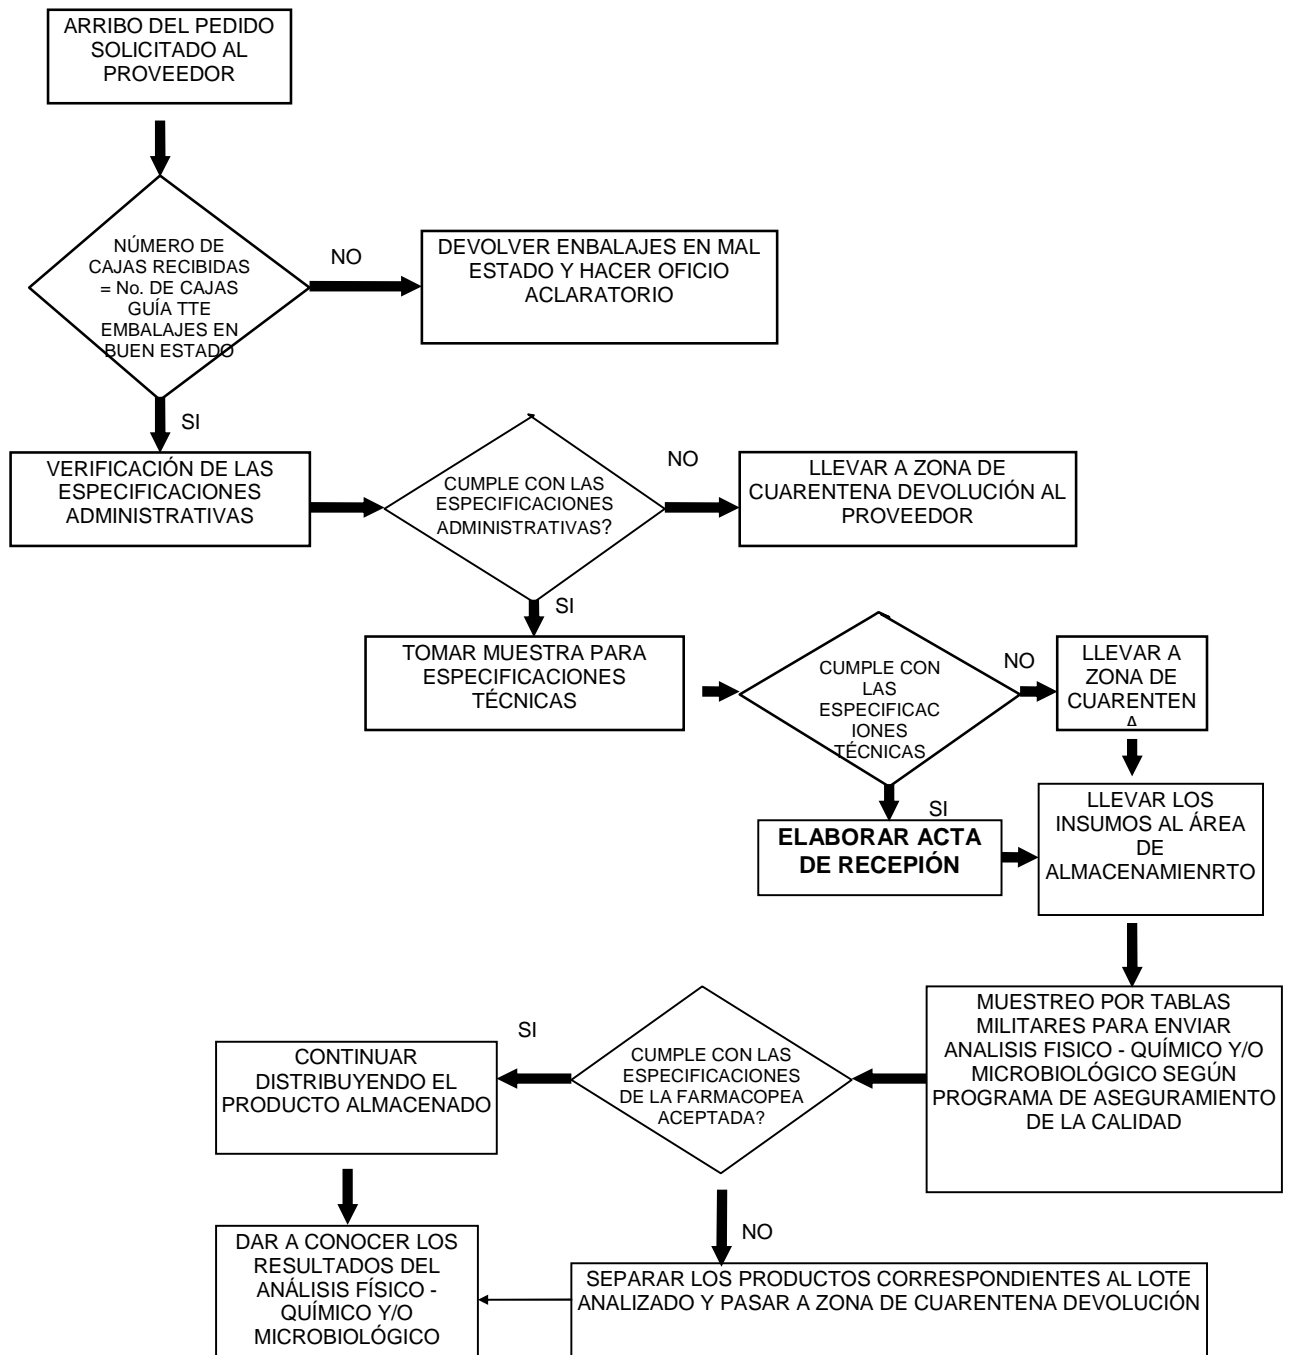 ARRIBO DEL PEDIDO
SOLICITADO AL
PROVEEDOR
NÚMERO DE
CAJAS RECIBIDAS
= No. DE CAJAS
GUÍA TTE
EMBALAJES EN
BUEN ESTADO
NO
DEVOLVER ENBALAJES EN MAL
ESTADO Y HACER OFICIO
ACLARATORIO
SI
VERIFICACIÓN DE LAS
ESPECIFICACIONES
ADMINISTRATIVAS
CUMPLE CON LAS
ESPECIFICACIONES
ADMINISTRATIVAS?
NO
LLEVAR A ZONA DE
CUARENTENA DEVOLUCIÓN AL
PROVEEDOR
SI
TOMAR MUESTRA PARA
ESPECIFICACIONES
TÉCNICAS
CUMPLE CON
LAS
ESPECIFICAC
IONES
TÉCNICAS
NO
LLEVAR A
ZONA DE
CUARENTEN
A
SI
ELABORAR ACTA
DE RECEPIÓN
LLEVAR LOS
INSUMOS AL ÁREA
DE
ALMACENAMIENRTO
MUESTREO POR TABLAS
MILITARES PARA ENVIAR
ANALISIS FISICO - QUÍMICO Y/O
MICROBIOLÓGICO SEGÚN
PROGRAMA DE ASEGURAMIENTO
DE LA CALIDAD
CUMPLE CON LAS
ESPECIFICACIONES
DE LA FARMACOPEA
ACEPTADA?
SI
CONTINUAR
DISTRIBUYENDO EL
PRODUCTO ALMACENADO
NO
DAR A CONOCER LOS
RESULTADOS DEL
ANÁLISIS FÍSICO -
QUÍMICO Y/O
MICROBIOLÓGICO
SEPARAR LOS PRODUCTOS CORRESPONDIENTES AL LOTE
ANALIZADO Y PASAR A ZONA DE CUARENTENA DEVOLUCIÓN